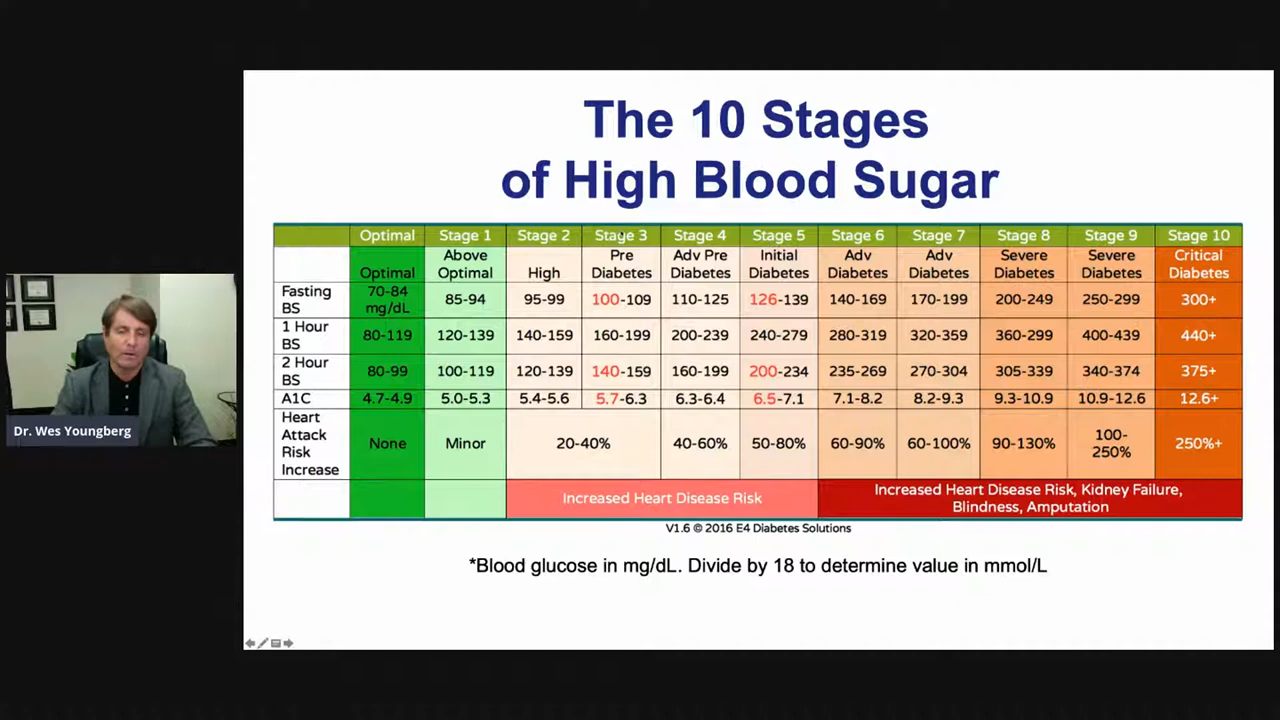 The 10 Stages
of High Blood Sugar
Optimal Stage 1 Stage 2 Stage 3 Stage 4 Stage 5 Stage 6 Stage 7 Stage 8 Stage 9 Stage 10
Optimal Above Optimal High Pre Diabetes Adv Pre Diabetes Initial Diabetes Adv Diabetes Adv Diabetes Severe Diabetes Severe Diabetes Critical Diabetes
Fasting BS 70-84 mg/dL 85-94 95-99 100-109 110-125 126-139 140-169 170-199 200-249 250-299 300+
1 Hour BS 80-119 120-139 140-159 160-199 200-239 240-279 280-319 320-359 360-299 400-439 440+
2 Hour BS 80-99 100-119 120-139 140-159 160-199 200-234 235-269 270-304 305-339 340-374 375+
A1C 4.7-4.9 5.0-5.3 5.4-5.6 5.7-6.3 6.3-6.4 6.5-7.1 7.1-8.2 8.2-9.3 9.3-10.9 10.9-12.6 12.6+
Heart Attack Risk Increase None Minor 20-40% 40-60% 50-80% 60-90% 60-100% 90-130% 100-250% 250%+
Increased Heart Disease Risk Increased Heart Disease Risk, Kidney Failure, Blindness, Amputation
V1.6 © 2016 E4 Diabetes Solutions
*Blood glucose in mg/dL. Divide by 18 to determine value in mmol/L
Dr. Wes Youngberg